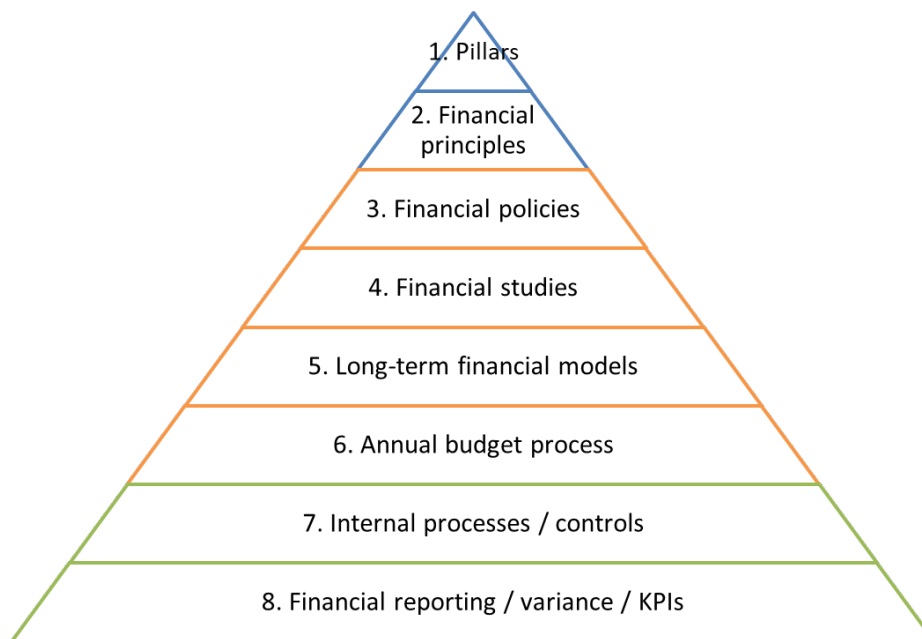 1. Pillars
2. Financial
principles
3. Financial policies
4. Financial studies
5. Long-term financial models
6. Annual budget process
7. Internal processes / controls
8. Financial reporting / variance / KPIs